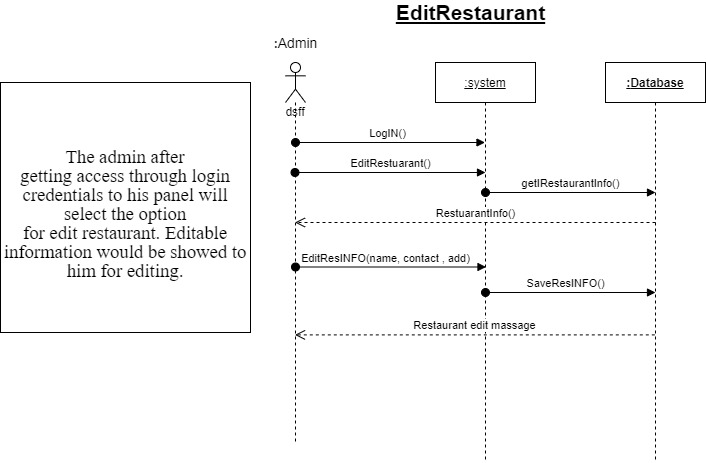 EditRestaurant
:Admin
dsff
:system
:Database
The admin after
getting access through login
credentials to his panel will
select the option
for edit restaurant. Editable
information would be showed to
him for editing.
LogIN()
EditRestuarant()
getIRestaurantInfo()
RestuarantInfo()
EditResINFO(name, contact , add)
SaveResINFO()
Restaurant edit massage